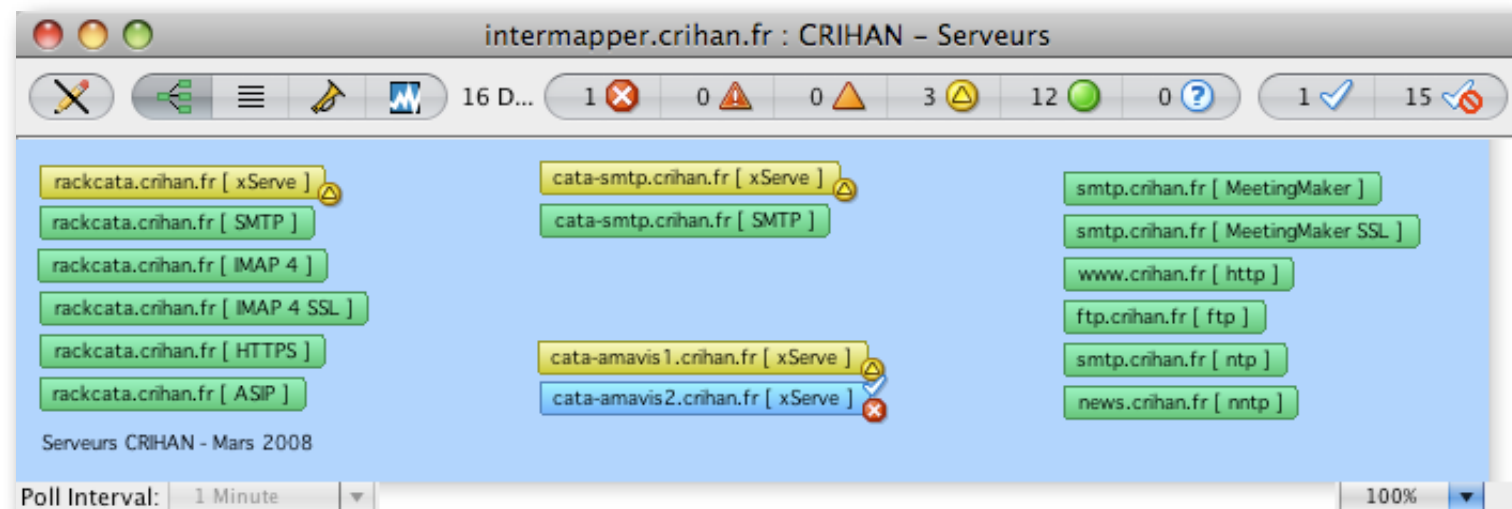 intermapper.crihan.fr : CRIHAN – Serveurs
16 D... 1 0 0 3 12 0 1 15
rackcata.crihan.fr [ xServe ]
rackcata.crihan.fr [ SMTP ]
rackcata.crihan.fr [ IMAP 4 ]
rackcata.crihan.fr [ IMAP 4 SSL ]
rackcata.crihan.fr [ HTTPS ]
rackcata.crihan.fr [ ASIP ]
Serveurs CRIHAN - Mars 2008
cata-smtp.crihan.fr [ xServe ]
cata-smtp.crihan.fr [ SMTP ]
cata-amavis1.crihan.fr [ xServe ]
cata-amavis2.crihan.fr [ xServe ]
smtp.crihan.fr [ MeetingMaker ]
smtp.crihan.fr [ MeetingMaker SSL ]
www.crihan.fr [ http ]
ftp.crihan.fr [ ftp ]
smtp.crihan.fr [ ntp ]
news.crihan.fr [ nntp ]
Poll Interval: 1 Minute
100%